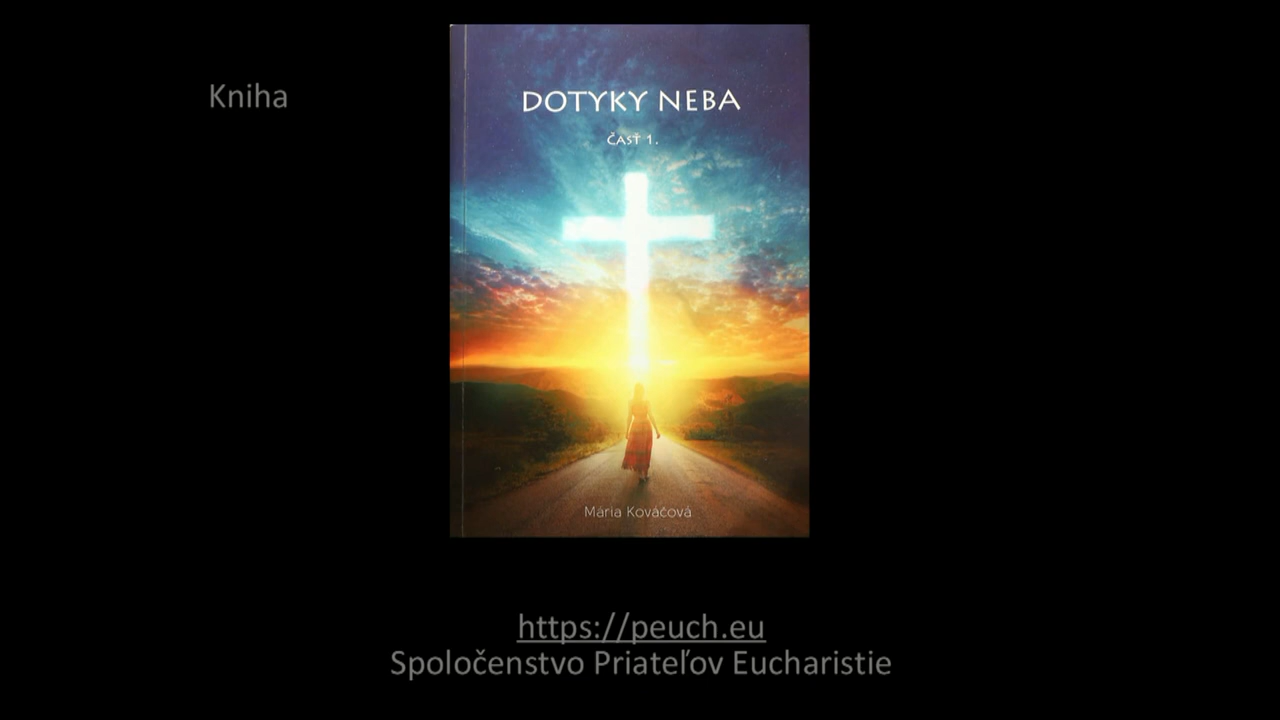 Kniha
DOTYKY NEBA
ČASŤ 1.
Mária Kováčová
https://peuch.eu
Spoločenstvo Priateľov Eucharistie